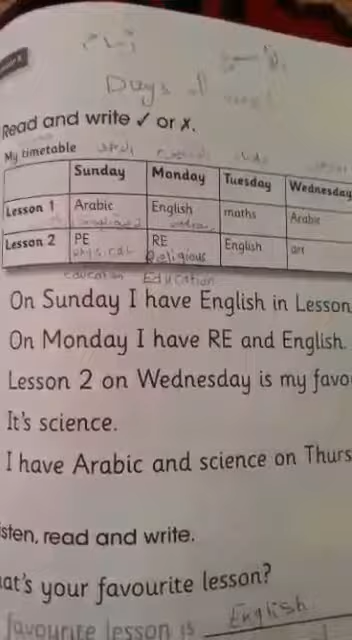 Days of
Read and write ✓ or ✗.
My timetable
Sunday Monday Tuesday Wednesday
Lesson 1 Arabic English maths Arabic
Lesson 2 PE RE English art
physical Religious
education Education
On Sunday I have English in Lesson
On Monday I have RE and English.
Lesson 2 on Wednesday is my favo
It's science.
I have Arabic and science on Thurs
isten, read and write.
at's your favourite lesson?
favourite lesson is English